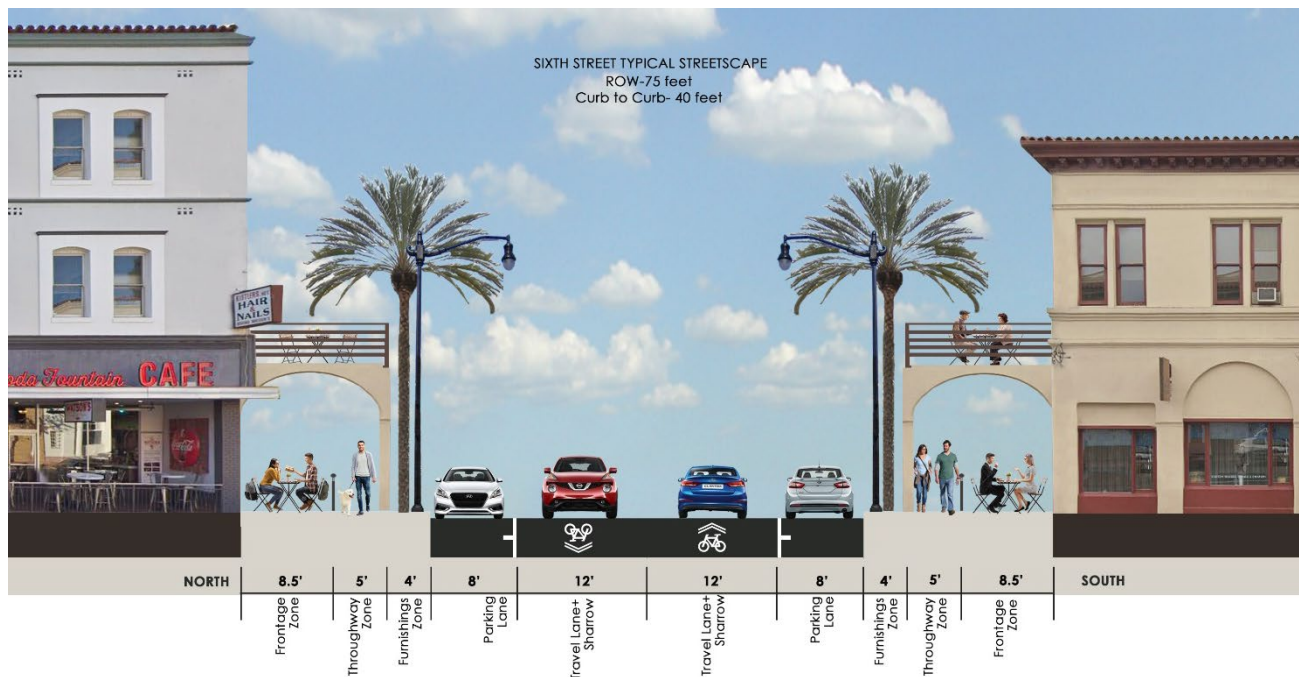 SIXTH STREET TYPICAL STREETSCAPE
ROW-75 feet
Curb to Curb- 40 feet
HAIR
NAILS
oda Fountain CAFE
WATSON'S
NORTH
8.5'
5'
4'
8'
12'
12'
8'
4'
5'
8.5'
SOUTH
Frontage
Zone
Throughway
Zone
Furnishings
Zone
Parking
Lane
Travel Lane+
Sharrow
Travel Lane+
Sharrow
Parking
Lane
Furnishings
Zone
Throughway
Zone
Frontage
Zone